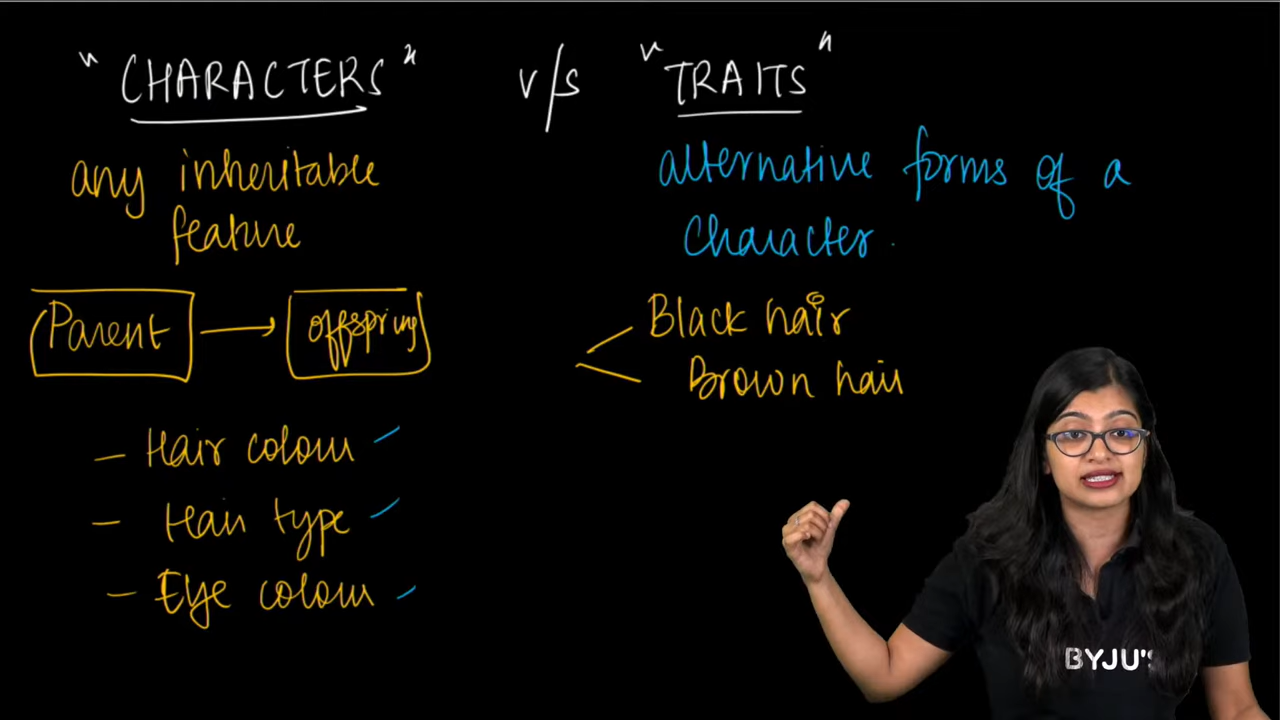 "CHARACTERS" v/s "TRAITS"
any inheritable
feature
alternative forms of a
character.
Parent → offspring
Black hair
Brown hair
- Hair colour
- Hair type
- Eye colour
BYJU'S